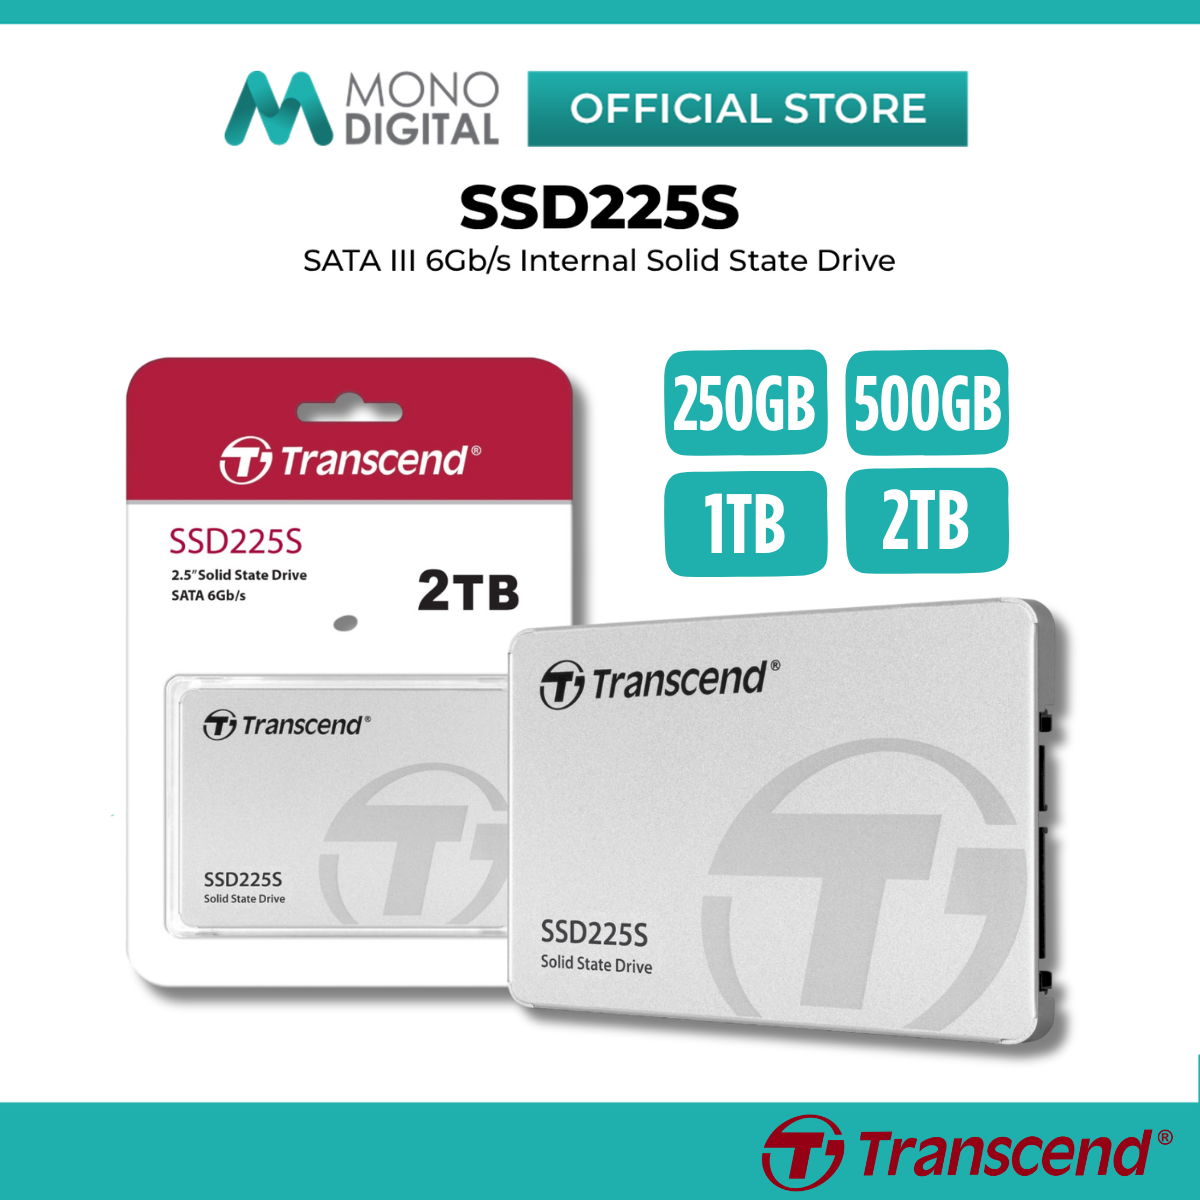 MONO
DIGITAL
OFFICIAL STORE
SSD225S
SATA III 6Gb/s Internal Solid State Drive
250GB
500GB
1TB
2TB
Transcend®
SSD225S
2.5" Solid State Drive
SATA 6Gb/s
2TB
Transcend®
SSD225S
Solid State Drive
Transcend®
SSD225S
Solid State Drive
Transcend®